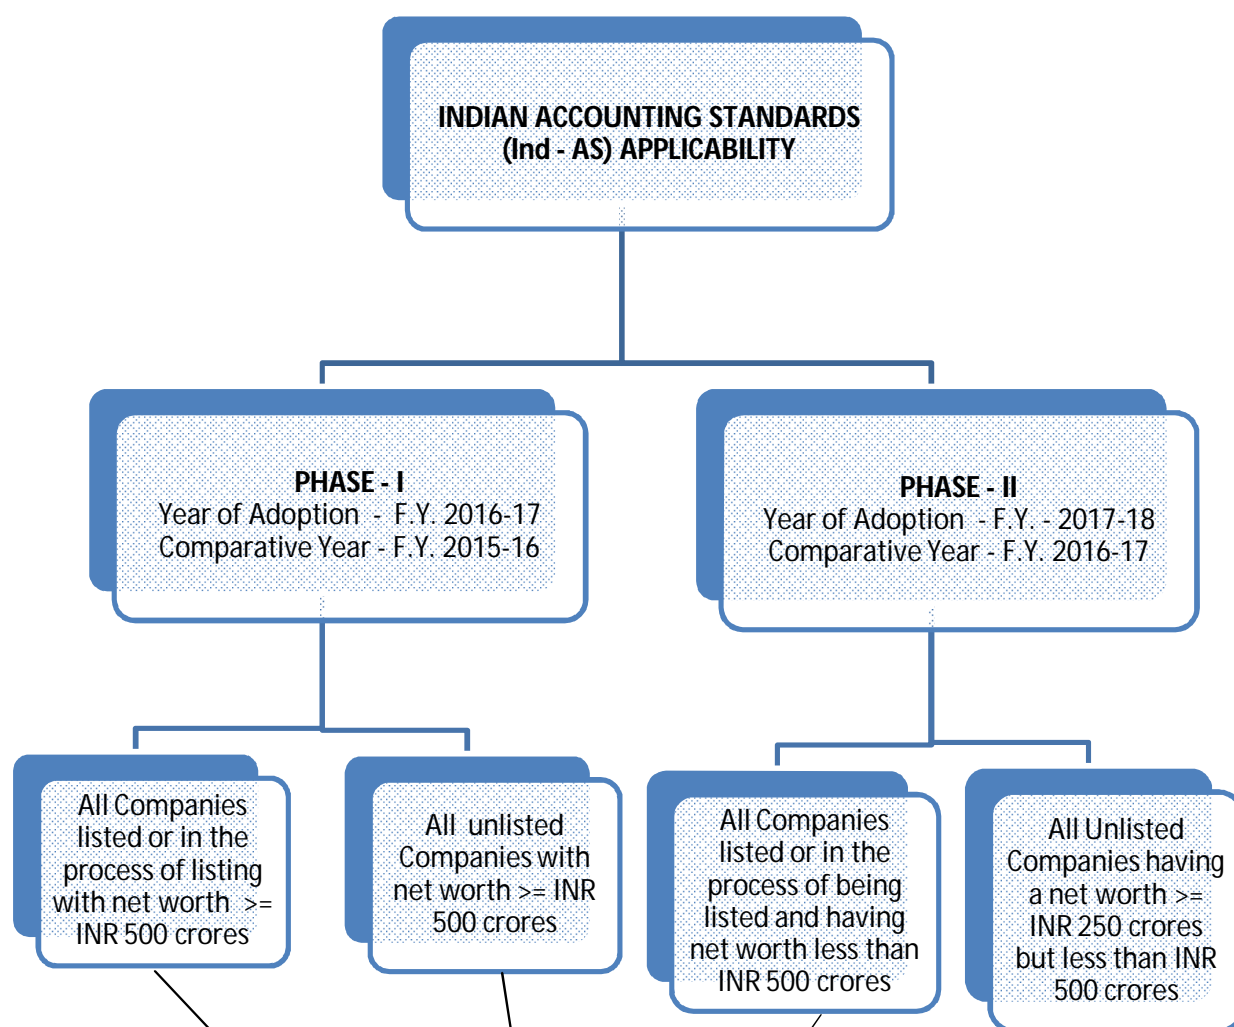 INDIAN ACCOUNTING STANDARDS
(Ind - AS) APPLICABILITY
PHASE - I
Year of Adoption - F.Y. 2016-17
Comparative Year - F.Y. 2015-16
PHASE - II
Year of Adoption - F.Y. - 2017-18
Comparative Year - F.Y. 2016-17
All Companies
listed or in the
process of listing
with net worth >=
INR 500 crores
All unlisted
Companies with
net worth >= INR
500 crores
All Companies
listed or in the
process of being
listed and having
net worth less than
INR 500 crores
All Unlisted
Companies having
a net worth >=
INR 250 crores
but less than INR
500 crores